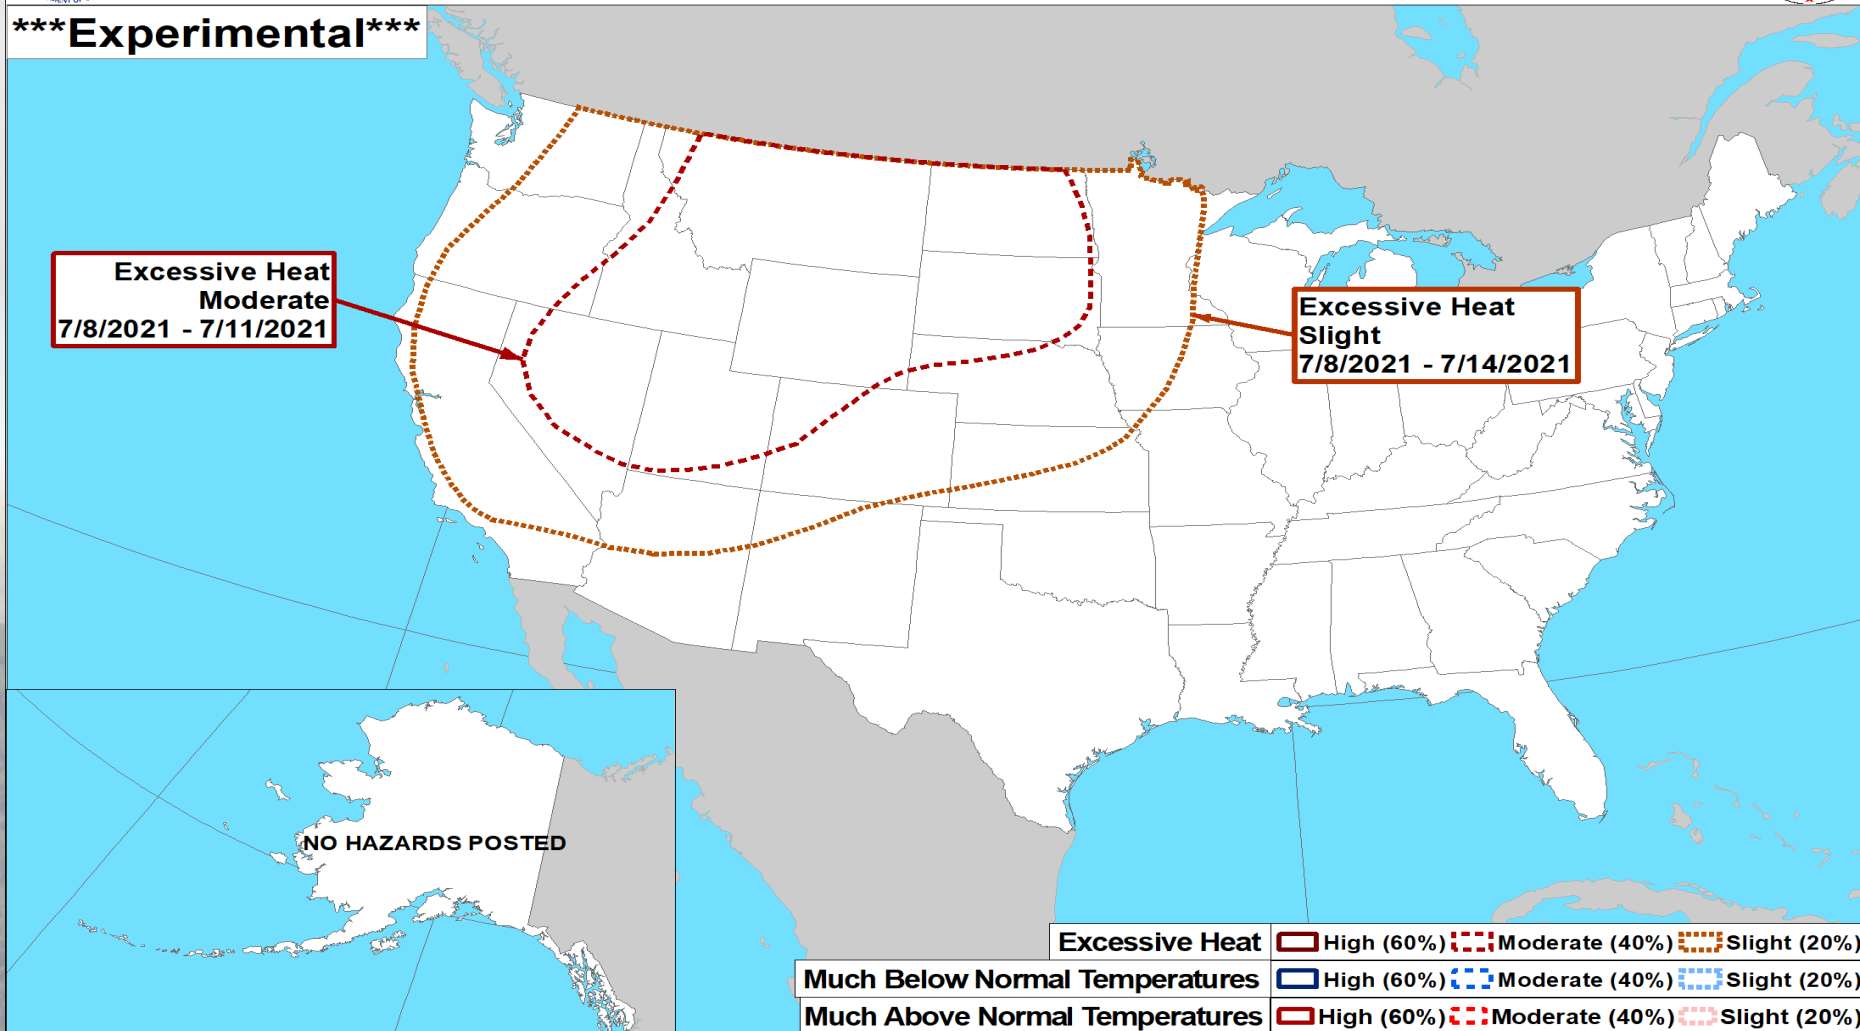 ***Experimental***
Excessive Heat
Moderate
7/8/2021 - 7/11/2021
Excessive Heat
Slight
7/8/2021 - 7/14/2021
NO HAZARDS POSTED
Excessive Heat High (60%) Moderate (40%) Slight (20%)
Much Below Normal Temperatures High (60%) Moderate (40%) Slight (20%)
Much Above Normal Temperatures High (60%) Moderate (40%) Slight (20%)